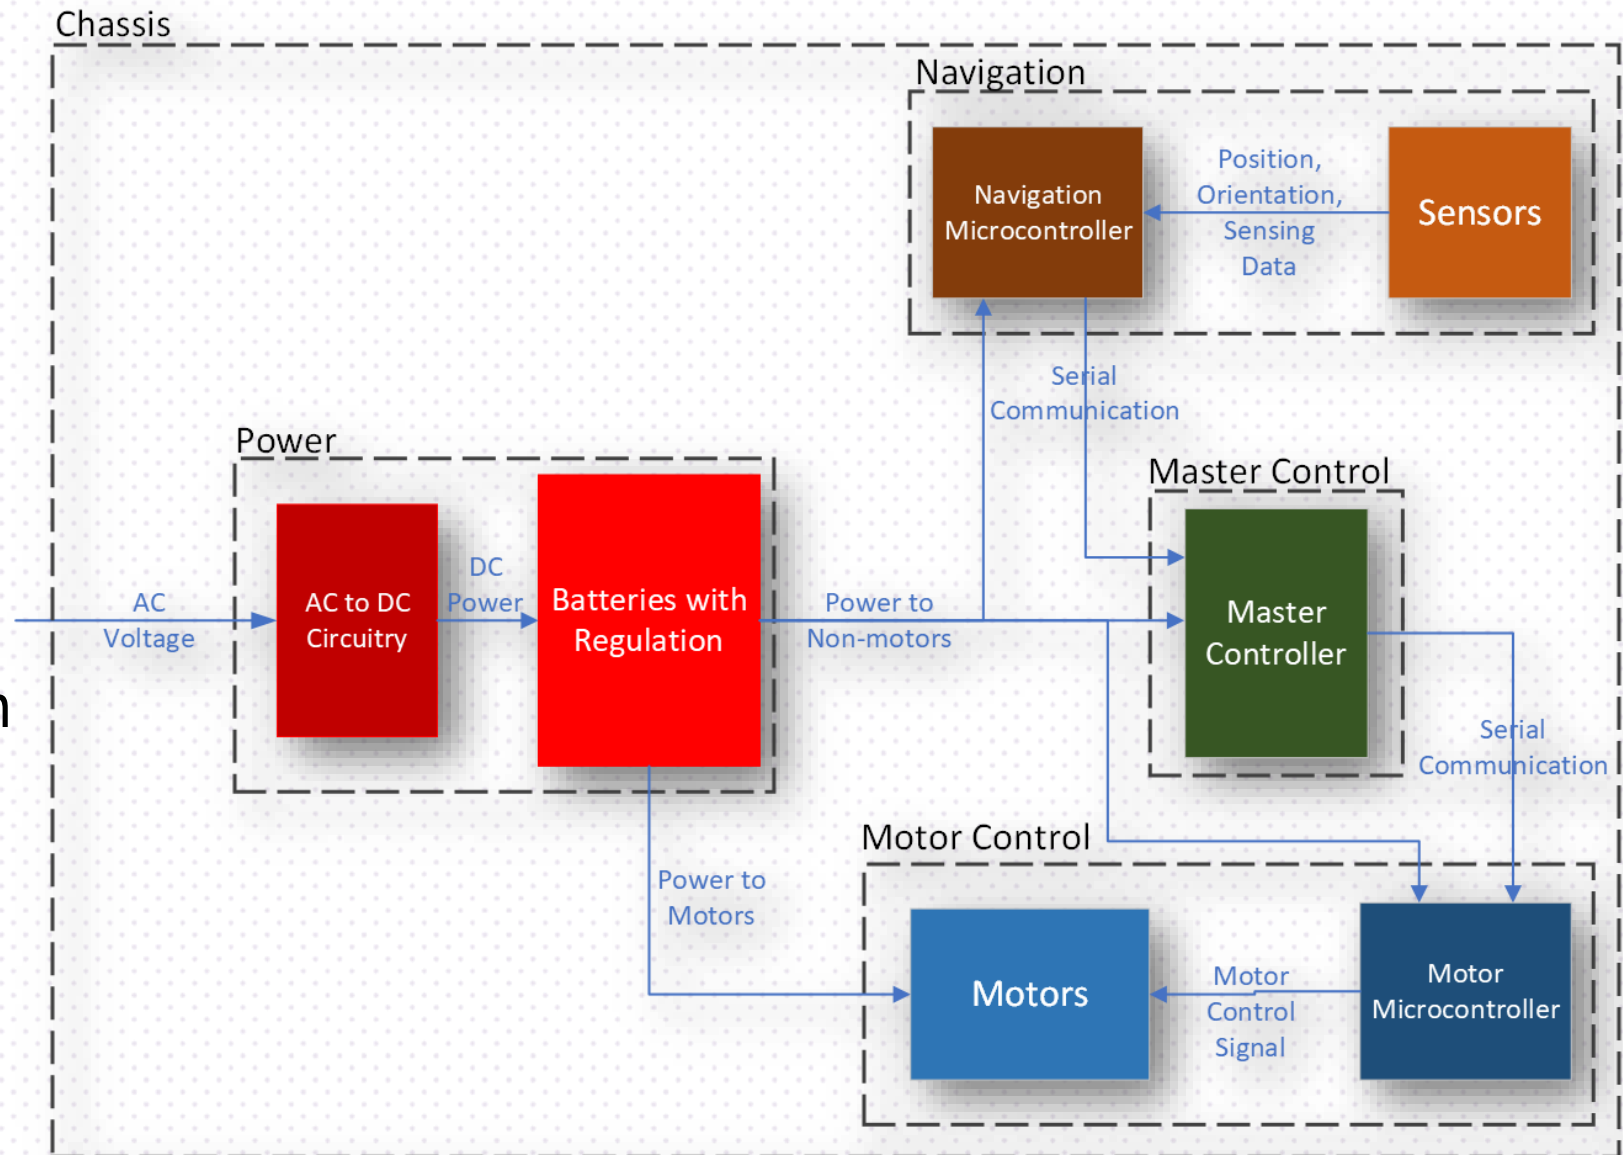 Chassis
Navigation
Navigation
Microcontroller
Position,
Orientation,
Sensing
Data
Sensors
Serial
Communication
Power
AC
Voltage
AC to DC
Circuitry
DC
Power
Batteries with
Regulation
Power to
Non-motors
Master Control
Master
Controller
n
Serial
Communication
Power to
Motors
Motor Control
Motors
Motor
Control
Signal
Motor
Microcontroller